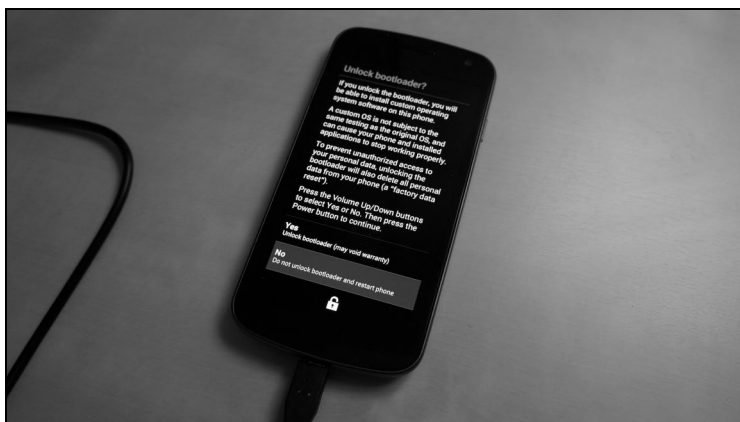 Unlock bootloader?
If you unlock the bootloader, you will
be able to install custom operating
system software on this phone.
A custom OS is not subject to the
same testing as the original OS, and
can cause your phone and installed
applications to stop working properly.
To prevent unauthorized access to
your personal data, unlocking the
bootloader will also delete all personal
data from your phone (a "factory data
reset").
Press the Volume Up/Down buttons
to select Yes or No. Then press the
Power button to continue.
Yes
Unlock bootloader (may void warranty)
No
Do not unlock bootloader and restart phone